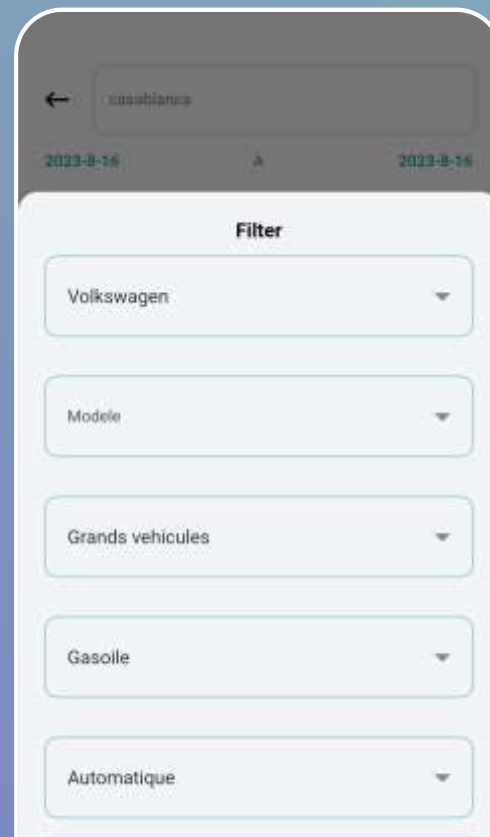 casablanca
2023-8-16 A 2023-8-16
Filter
Volkswagen
Modele
Grands vehicules
Gasoile
Automatique